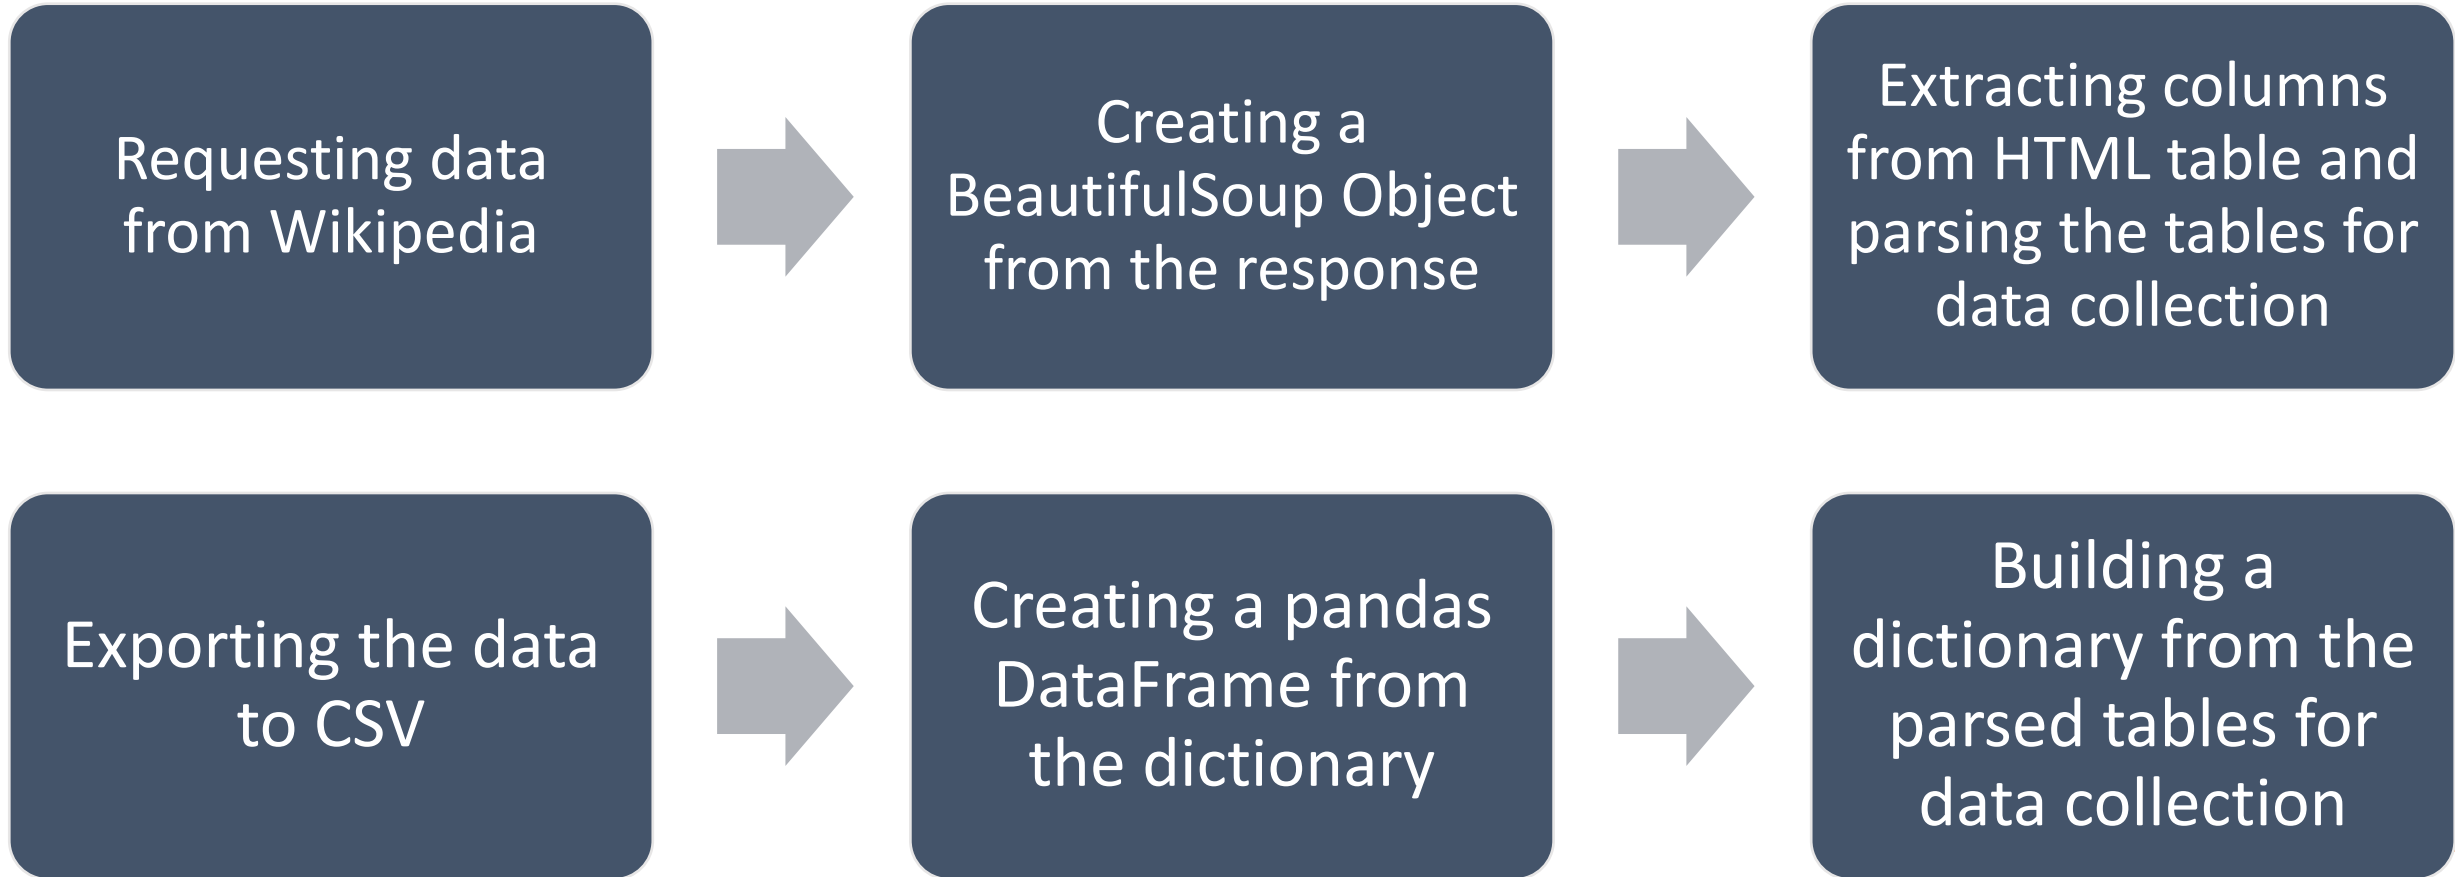 Requesting data
from Wikipedia
Creating a
BeautifulSoup Object
from the response
Extracting columns
from HTML table and
parsing the tables for
data collection
Exporting the data
to CSV
Creating a pandas
DataFrame from
the dictionary
Building a
dictionary from the
parsed tables for
data collection